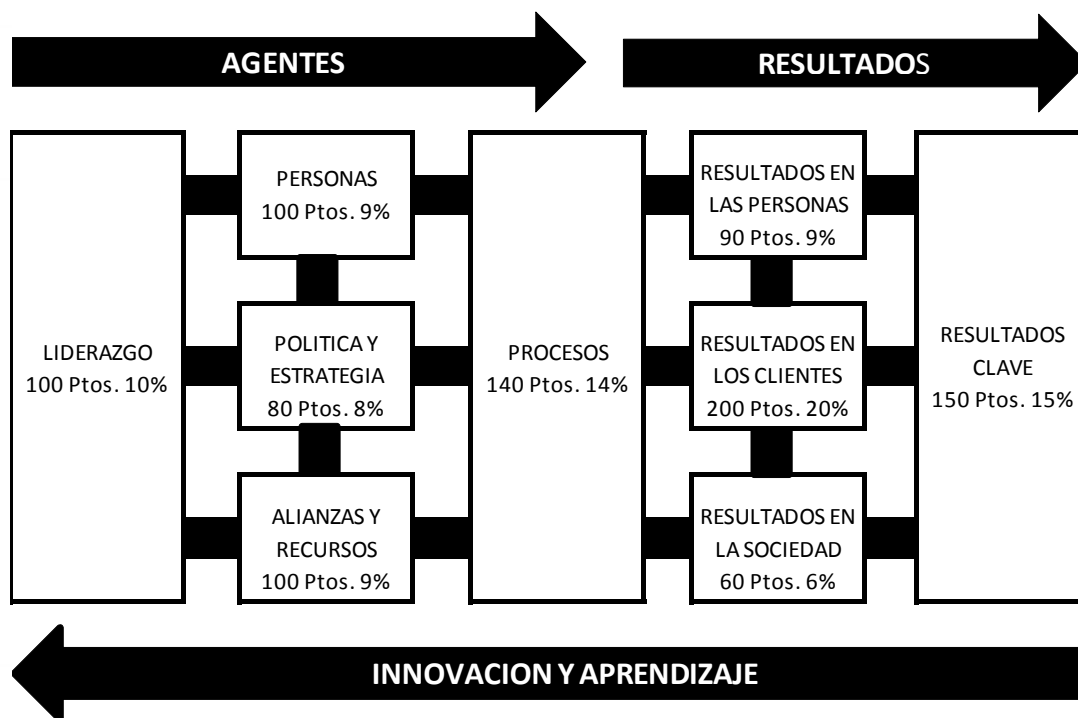 AGENTES
RESULTADOS
LIDERAZGO
100 Ptos. 10%
PERSONAS
100 Ptos. 9%
POLITICA Y
ESTRATEGIA
80 Ptos. 8%
ALIANZAS Y
RECURSOS
100 Ptos. 9%
PROCESOS
140 Ptos. 14%
RESULTADOS EN
LAS PERSONAS
90 Ptos. 9%
RESULTADOS EN
LOS CLIENTES
200 Ptos. 20%
RESULTADOS EN
LA SOCIEDAD
60 Ptos. 6%
RESULTADOS
CLAVE
150 Ptos. 15%
INNOVACION Y APRENDIZAJE